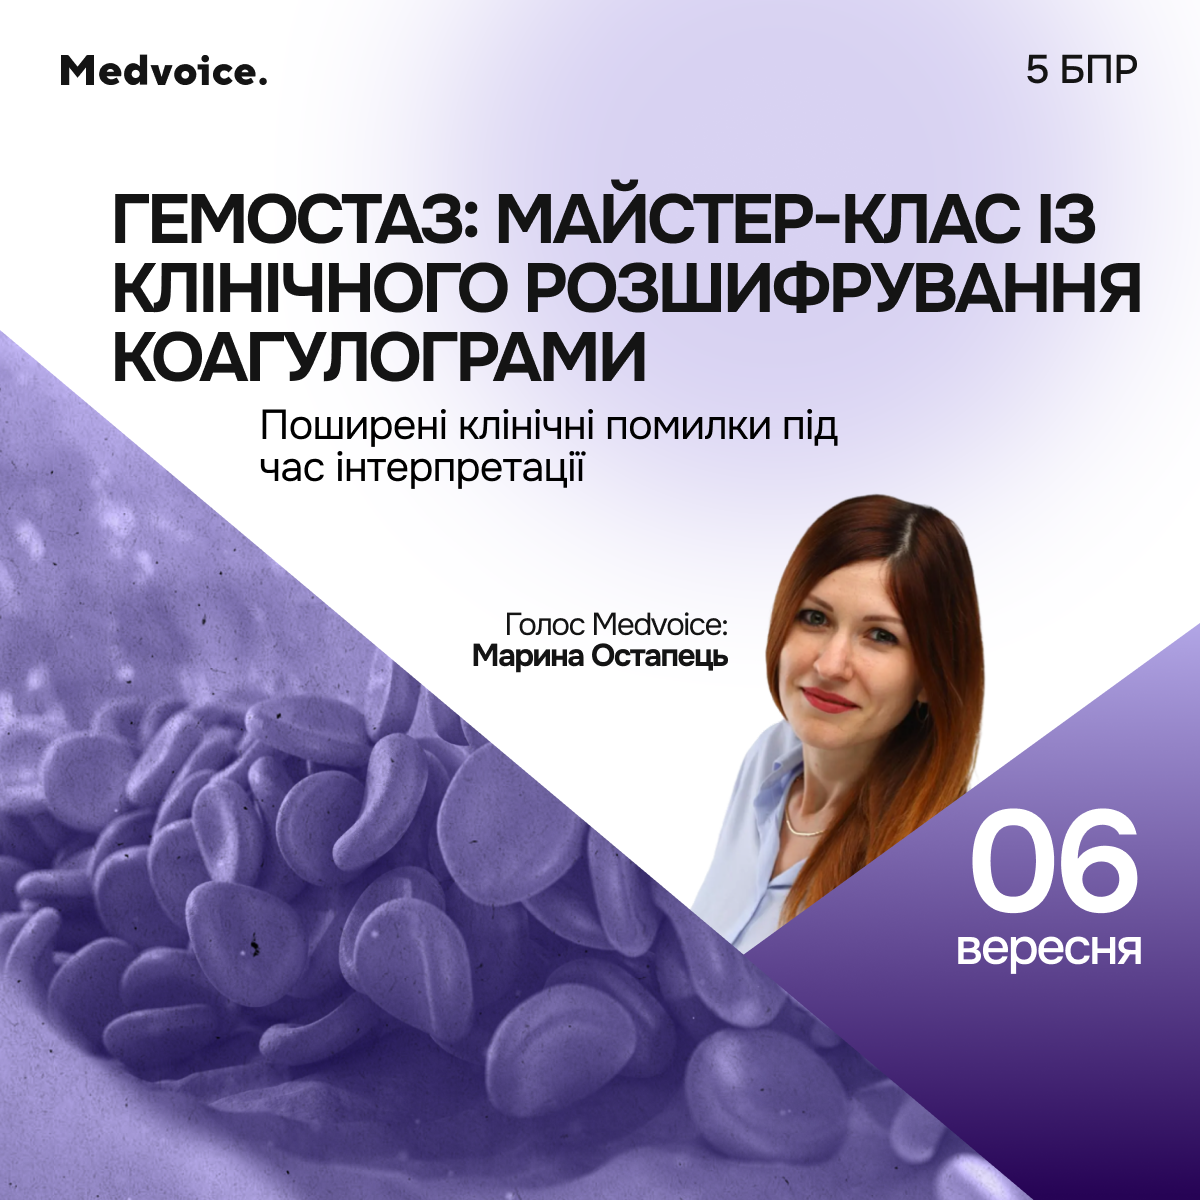 Medvoice.
5 БПР
ГЕМОСТАЗ: МАЙСТЕР-КЛАС ІЗ
КЛІНІЧНОГО РОЗШИФРУВАННЯ
КОАГУЛОГРАМИ
Поширені клінічні помилки під
час інтерпретації
Голос Medvoice:
Марина Остапець
06
вересня